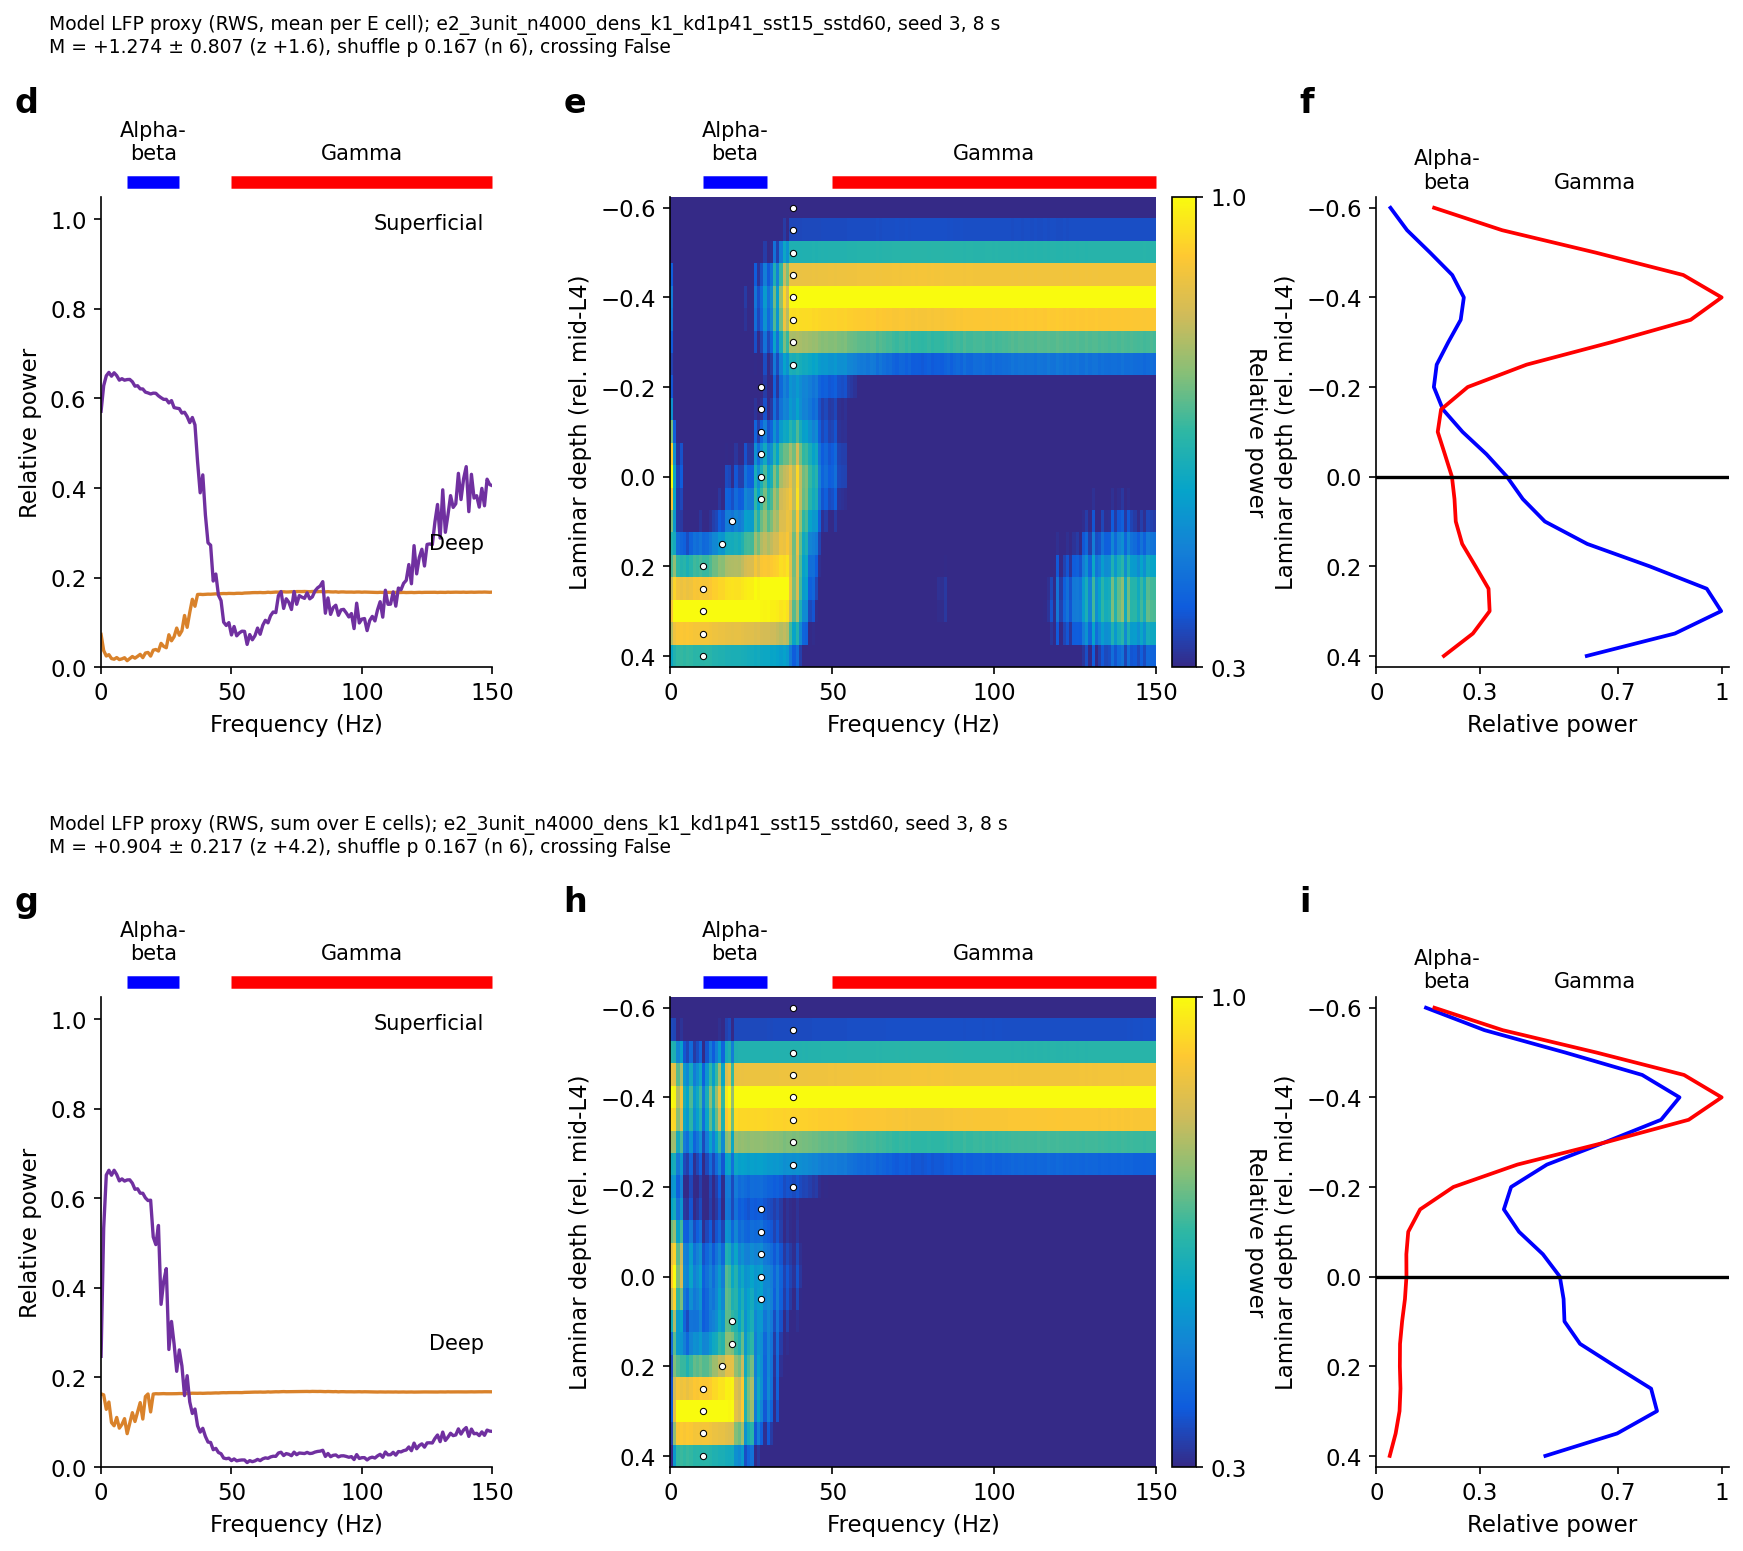 Model LFP proxy (RWS, mean per E cell); e2_3unit_n4000_dens_k1_kd1p41_sst15_sstd60, seed 3, 8 s
M = +1.274 ± 0.807 (z +1.6), shuffle p 0.167 (n 6), crossing False
d
Alpha-
beta
Gamma
Superficial
Deep
1.0
0.8
0.6
0.4
0.2
0.0
0
50
100
150
Relative power
Frequency (Hz)
e
Alpha-
beta
Gamma
−0.6
−0.4
−0.2
0.0
0.2
0.4
0
50
100
150
Laminar depth (rel. mid-L4)
Frequency (Hz)
1.0
0.3
Relative power
f
Alpha-
beta
Gamma
−0.6
−0.4
−0.2
0.0
0.2
0.4
0
0.3
0.7
1
Laminar depth (rel. mid-L4)
Relative power
Model LFP proxy (RWS, sum over E cells); e2_3unit_n4000_dens_k1_kd1p41_sst15_sstd60, seed 3, 8 s
M = +0.904 ± 0.217 (z +4.2), shuffle p 0.167 (n 6), crossing False
g
Alpha-
beta
Gamma
Superficial
Deep
1.0
0.8
0.6
0.4
0.2
0.0
0
50
100
150
Relative power
Frequency (Hz)
h
Alpha-
beta
Gamma
−0.6
−0.4
−0.2
0.0
0.2
0.4
0
50
100
150
Laminar depth (rel. mid-L4)
Frequency (Hz)
1.0
0.3
Relative power
i
Alpha-
beta
Gamma
−0.6
−0.4
−0.2
0.0
0.2
0.4
0
0.3
0.7
1
Laminar depth (rel. mid-L4)
Relative power